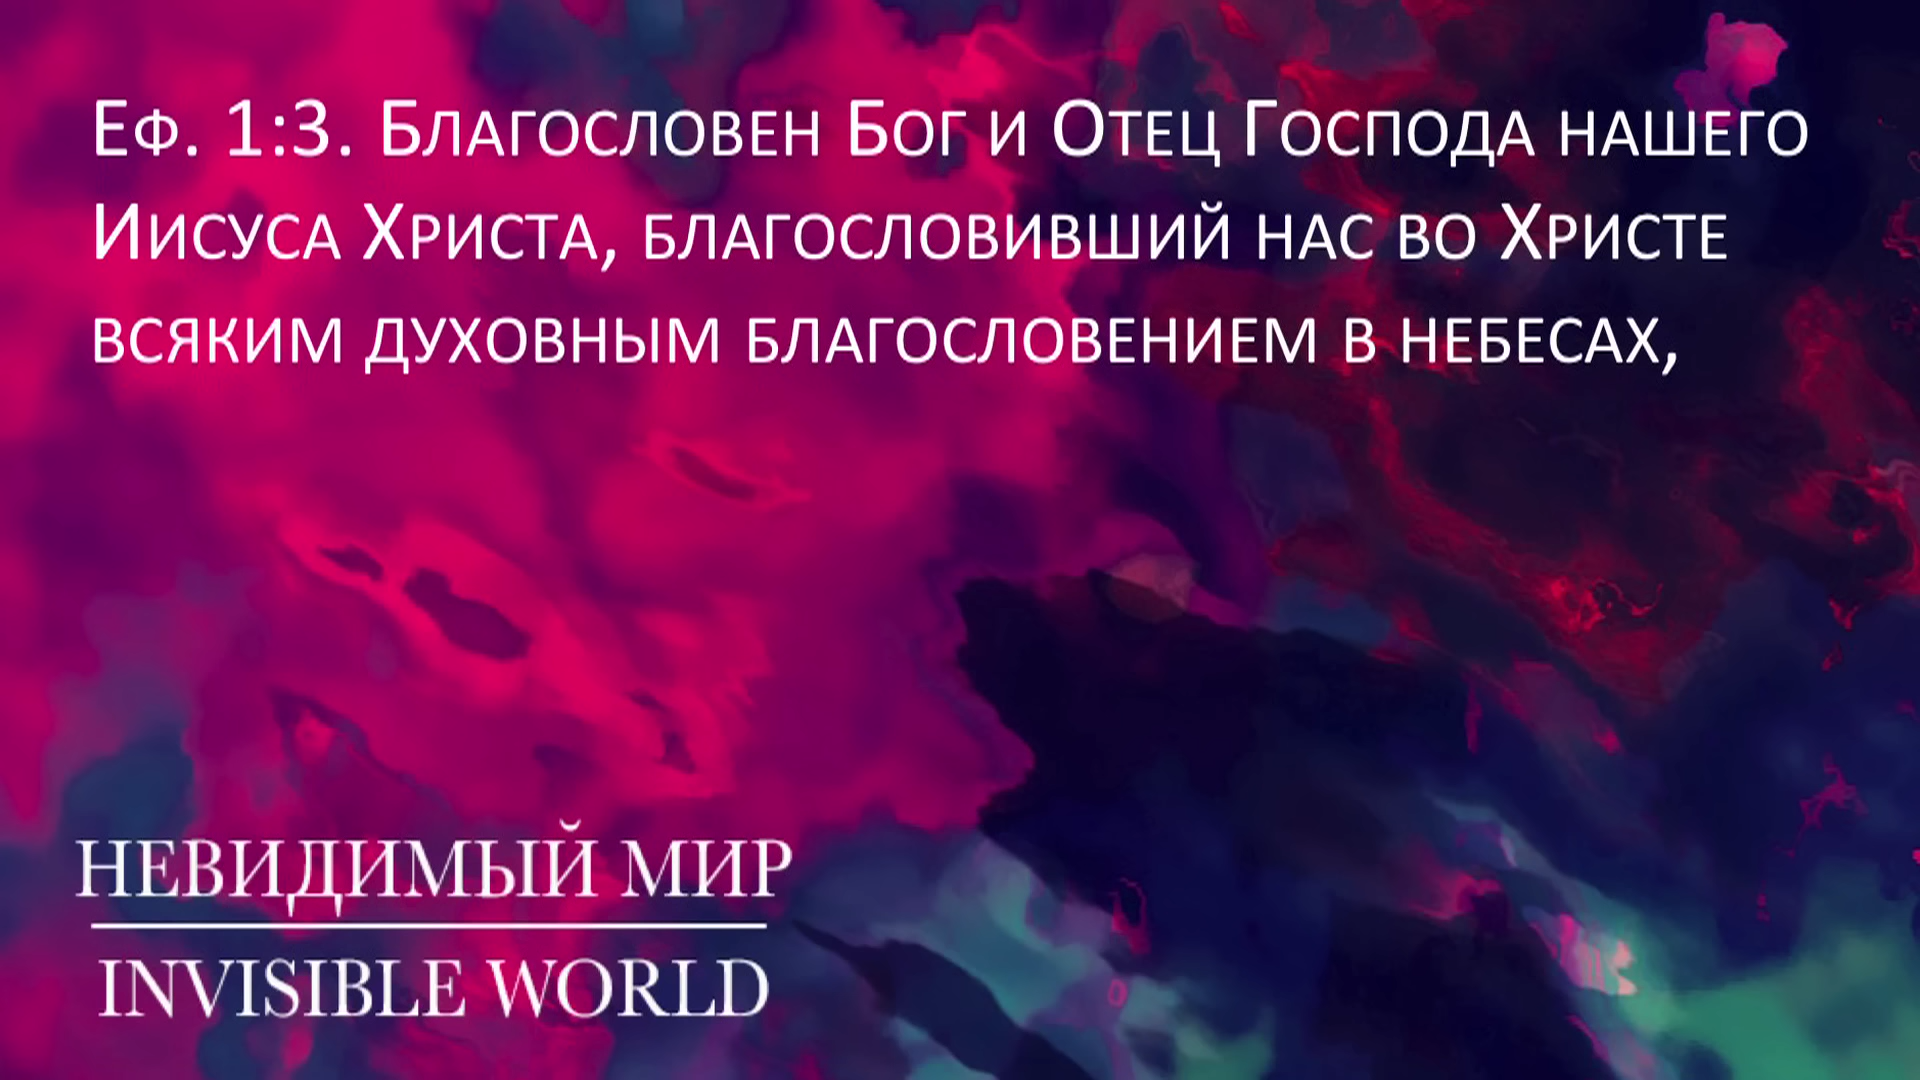 Еф. 1:3. Благословен Бог и Отец Господа нашего
Иисуса Христа, благословивший нас во Христе
всяким духовным благословением в небесах,
НЕВИДИМЫЙ МИР
INVISIBLE WORLD